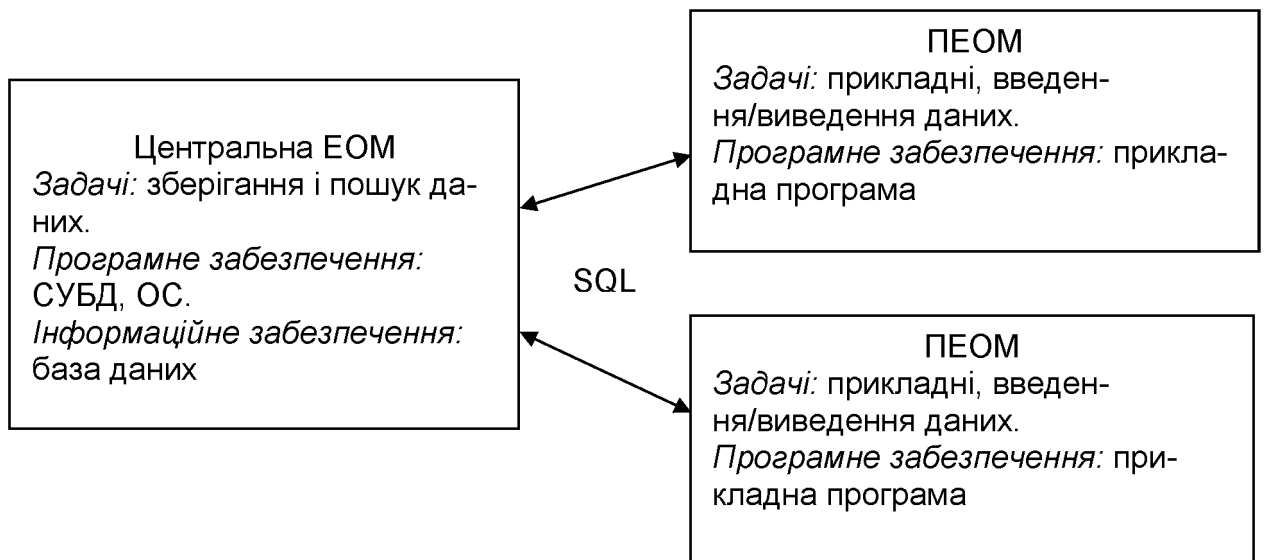 Центральна ЕОМ
Задачі: зберігання і пошук да-
них.
Програмне забезпечення:
СУБД, ОС.
Інформаційне забезпечення:
база даних
SQL
ПЕОМ
Задачі: прикладні, введен-
ня/виведення даних.
Програмне забезпечення: прикла-
дна програма
ПЕОМ
Задачі: прикладні, введен-
ня/виведення даних.
Програмне забезпечення: при-
кладна програма